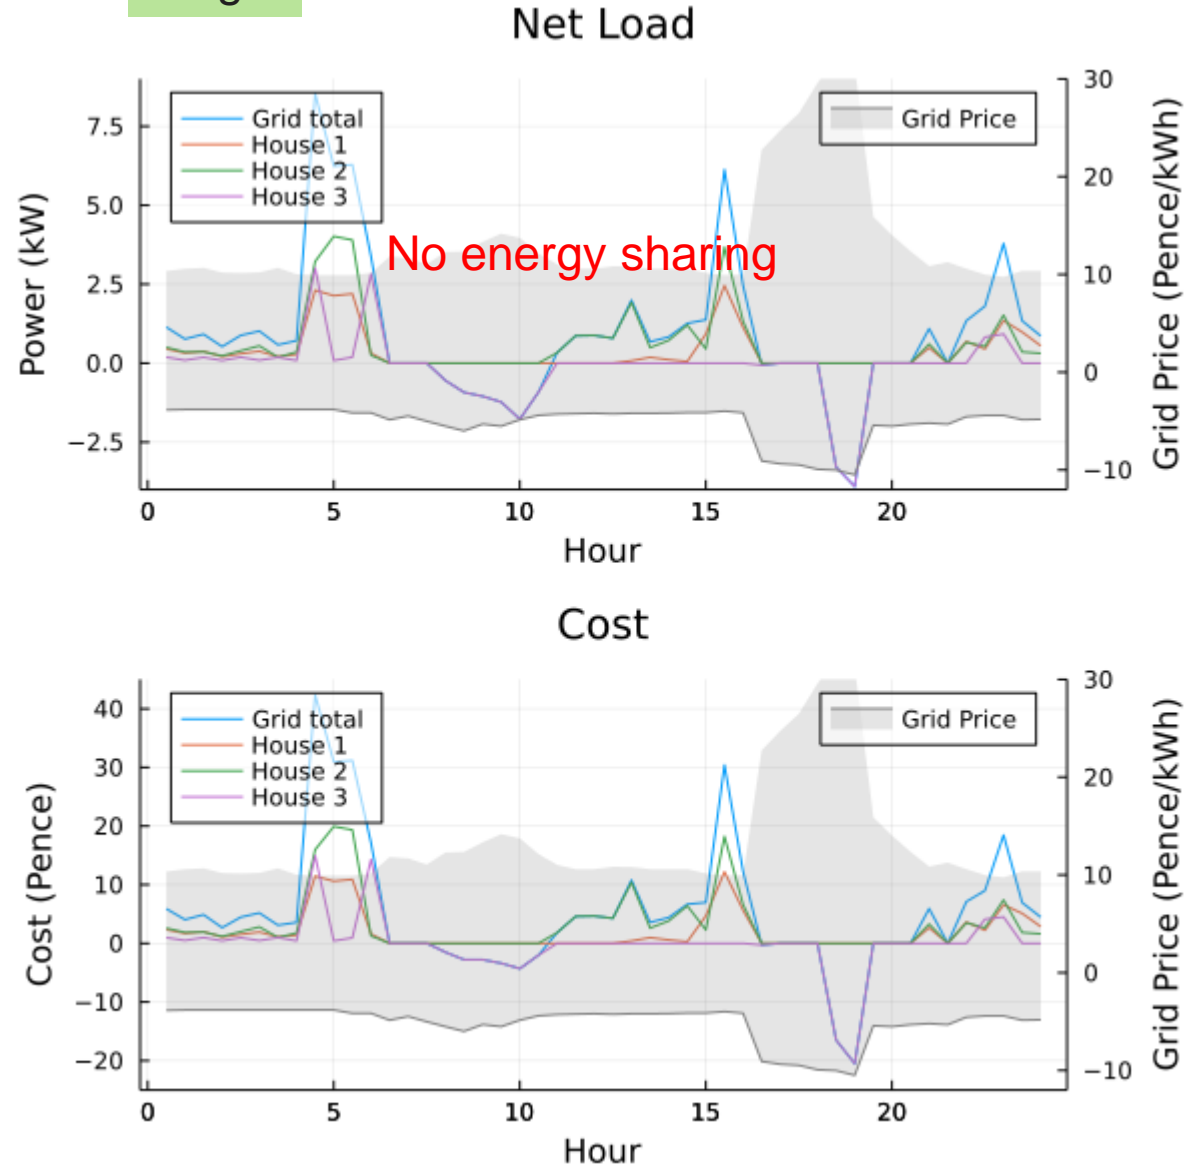 Net Load
Grid total
House 1
House 2
House 3
Grid Price
No energy sharing
Power (kW)
7.5
5.0
2.5
0.0
−2.5
Grid Price (Pence/kWh)
30
20
10
0
−10
0 5 10 15 20
Hour
Cost
Grid total
House 1
House 2
House 3
Grid Price
Cost (Pence)
40
30
20
10
0
−10
−20
Grid Price (Pence/kWh)
30
20
10
0
−10
0 5 10 15 20
Hour